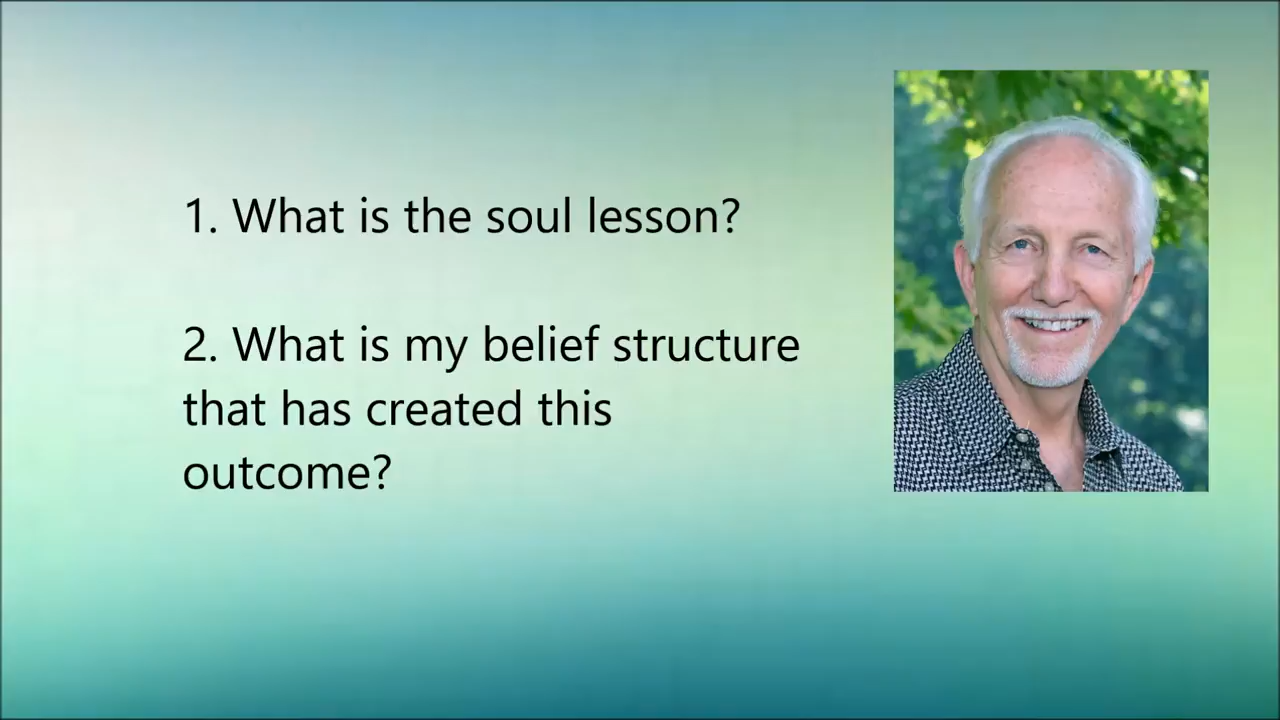 1. What is the soul lesson?
2. What is my belief structure
that has created this
outcome?